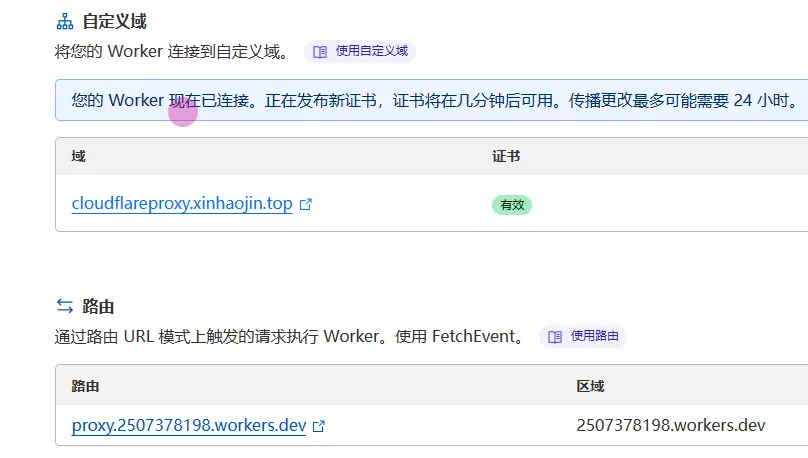 自定义域
将您的 Worker 连接到自定义域。 使用自定义域
您的 Worker 现在已连接。正在发布新证书，证书将在几分钟后可用。传播更改最多可能需要 24 小时。
域 证书
cloudflareproxy.xinhaojin.top 有效
路由
通过路由 URL 模式上触发的请求执行 Worker。使用 FetchEvent。 使用路由
路由 区域
proxy.2507378198.workers.dev 2507378198.workers.dev